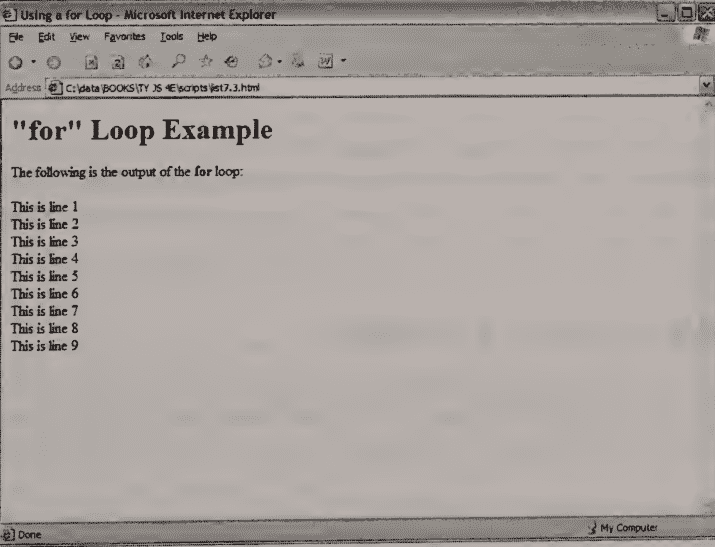 Using a for Loop - Microsoft Internet Explorer
File Edit View Favorites Tools Help
Address C:\data\BOOKS\TY JS 4E\scripts\list7.3.html
"for" Loop Example
The following is the output of the for loop:
This is line 1
This is line 2
This is line 3
This is line 4
This is line 5
This is line 6
This is line 7
This is line 8
This is line 9
Done
My Computer